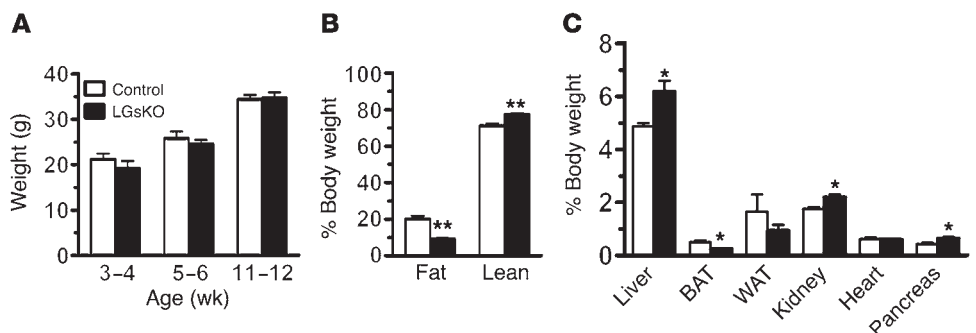 A
Weight (g)
40
30
20
10
0
Control
LGsKO
3–4
5–6
11–12
Age (wk)
B
% Body weight
100
80
60
40
20
0
**
**
Fat
Lean
C
% Body weight
8
6
4
2
0
*
*
*
*
Liver
BAT
WAT
Kidney
Heart
Pancreas